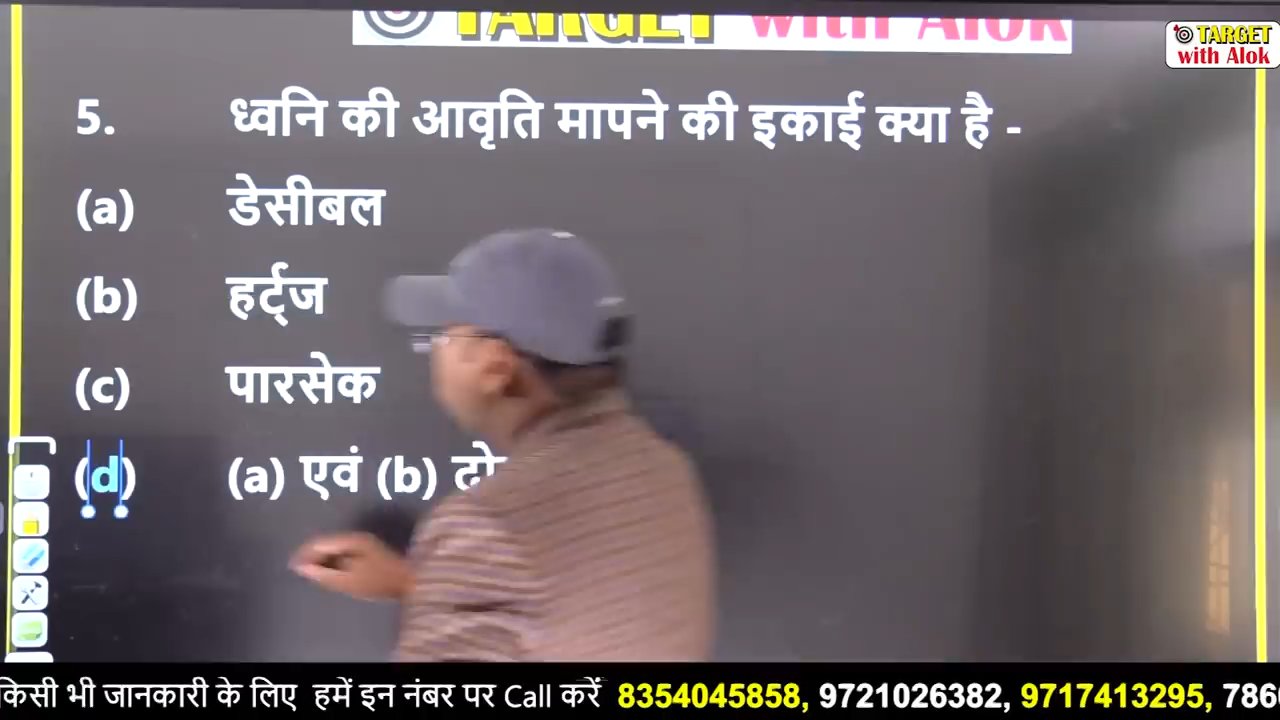 TARGET with Alok
TARGET
with Alok
5. ध्वनि की आवृति मापने की इकाई क्या है -
(a) डेसीबल
(b) हर्ट्ज
(c) पारसेक
(d) (a) एवं (b)
किसी भी जानकारी के लिए हमें इन नंबर पर Call करें 8354045858, 9721026382, 9717413295, 786